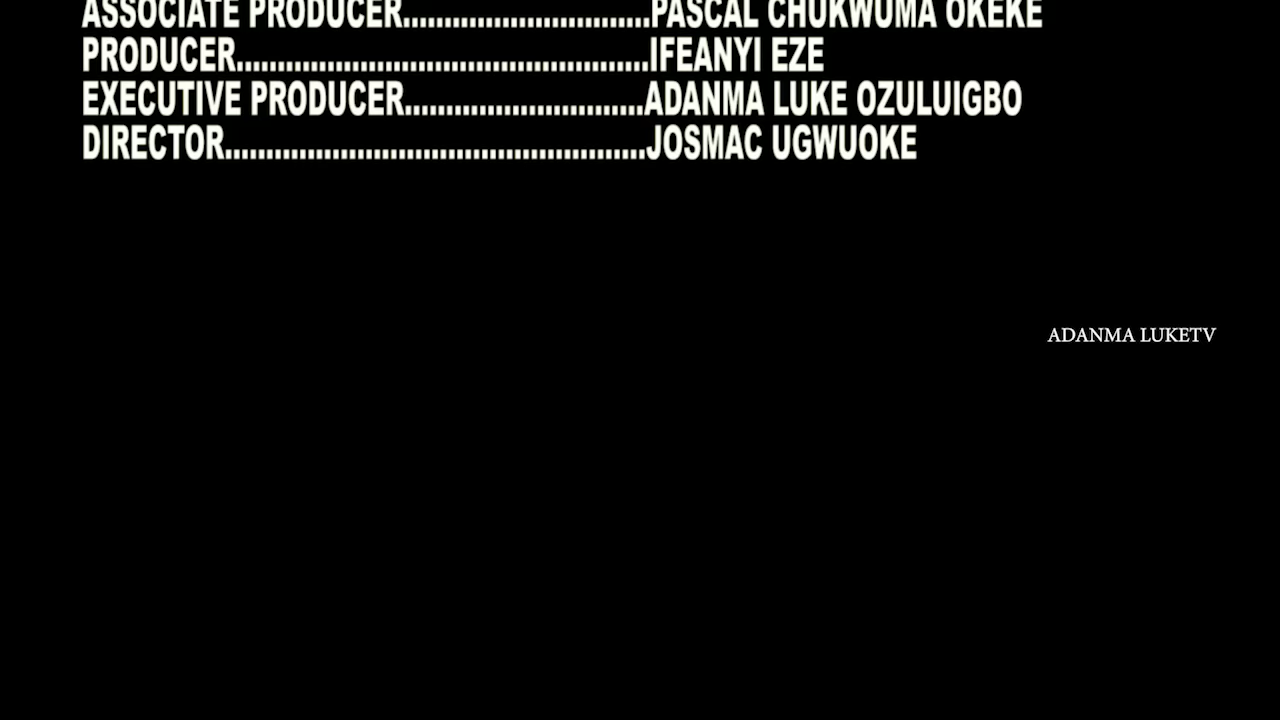 ASSOCIATE PRODUCER..............................PASCAL CHUKWUMA OKEKE
PRODUCER..................................................IFEANYI EZE
EXECUTIVE PRODUCER.............................ADANMA LUKE OZULUIGBO
DIRECTOR...................................................JOSMAC UGWUOKE
ADANMA LUKETV